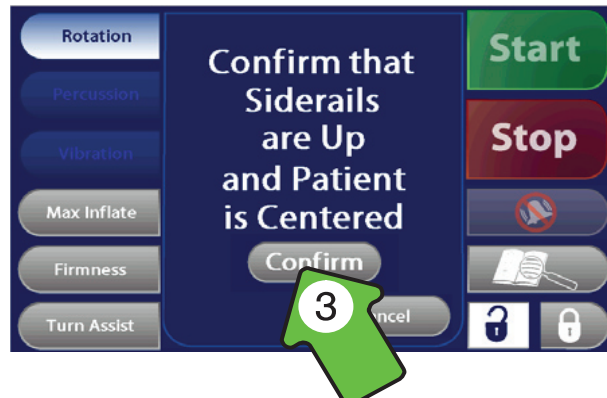 Rotation
Percussion
Vibration
Max Inflate
Firmness
Turn Assist
Confirm that
Siderails
are Up
and Patient
is Centered
Confirm
3
ncel
Start
Stop